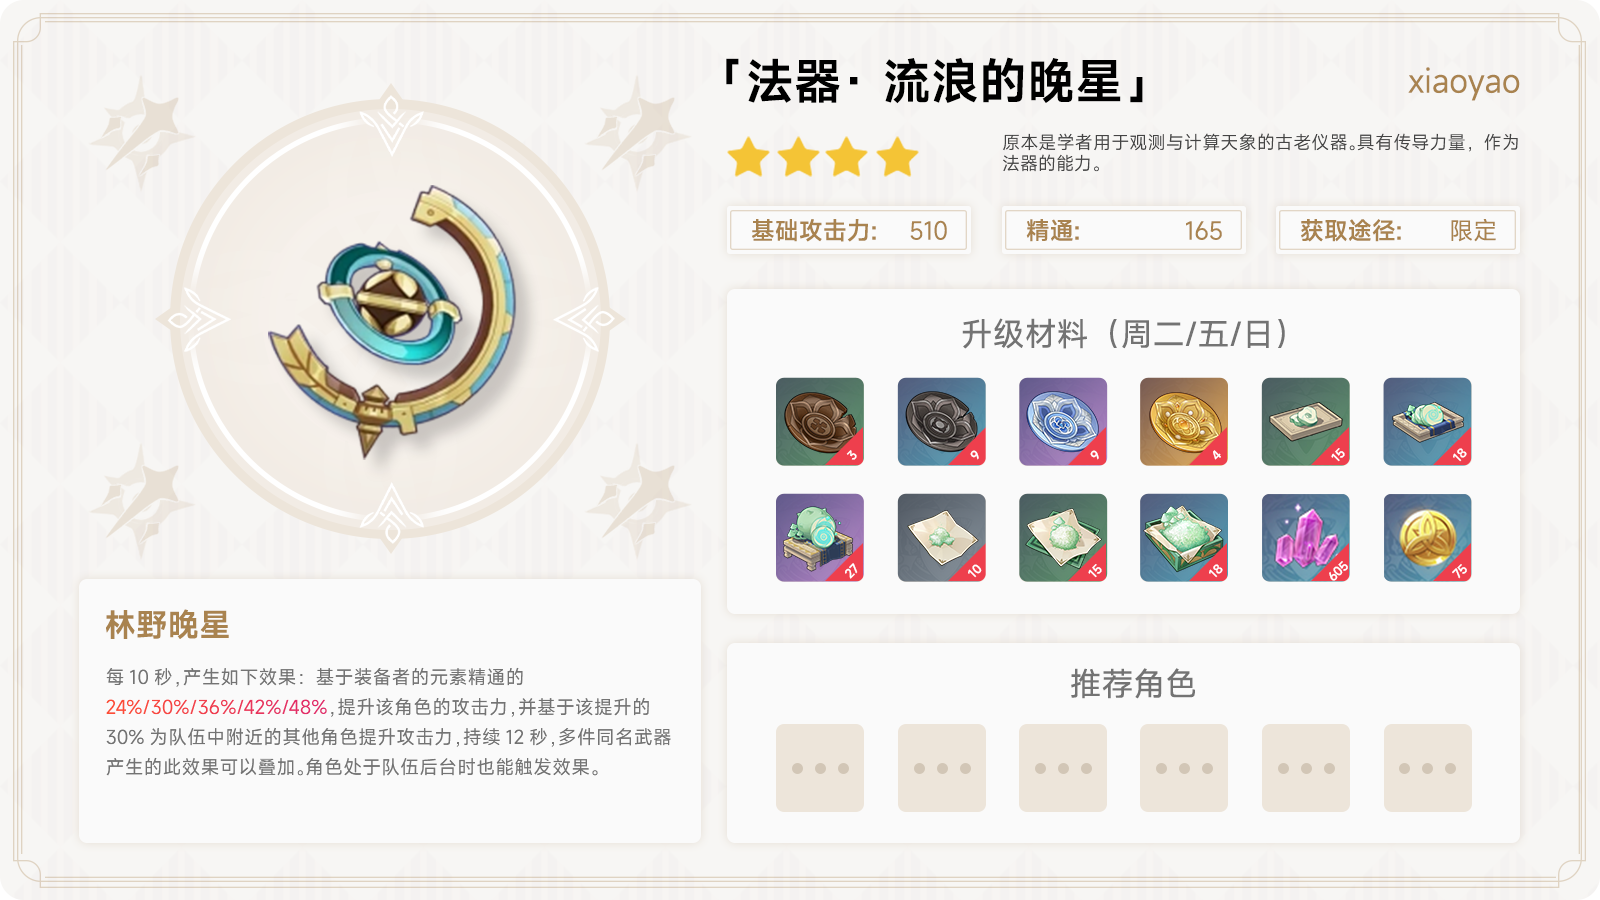 「法器· 流浪的晚星」
xiaoyao
原本是学者用于观测与计算天象的古老仪器。具有传导力量，作为
法器的能力。
基础攻击力: 510
精通: 165
获取途径: 限定
升级材料（周二/五/日）
3 9 9 4 15 18
27 10 15 18 605 75
林野晚星
每 10 秒,产生如下效果：基于装备者的元素精通的
24%/30%/36%/42%/48%,提升该角色的攻击力,并基于该提升的
30% 为队伍中附近的其他角色提升攻击力,持续 12 秒,多件同名武器
产生的此效果可以叠加。角色处于队伍后台时也能触发效果。
推荐角色